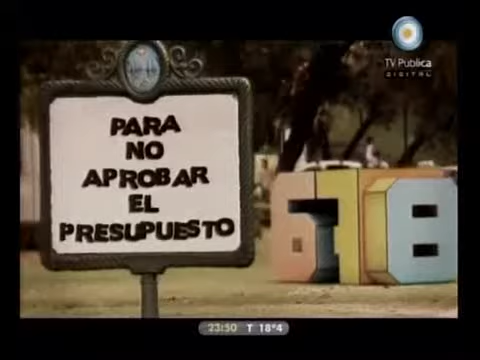 TV Pública
DIGITAL
PARA
NO
APROBAR
EL
PRESUPUESTO
678
23:50 T 18°4